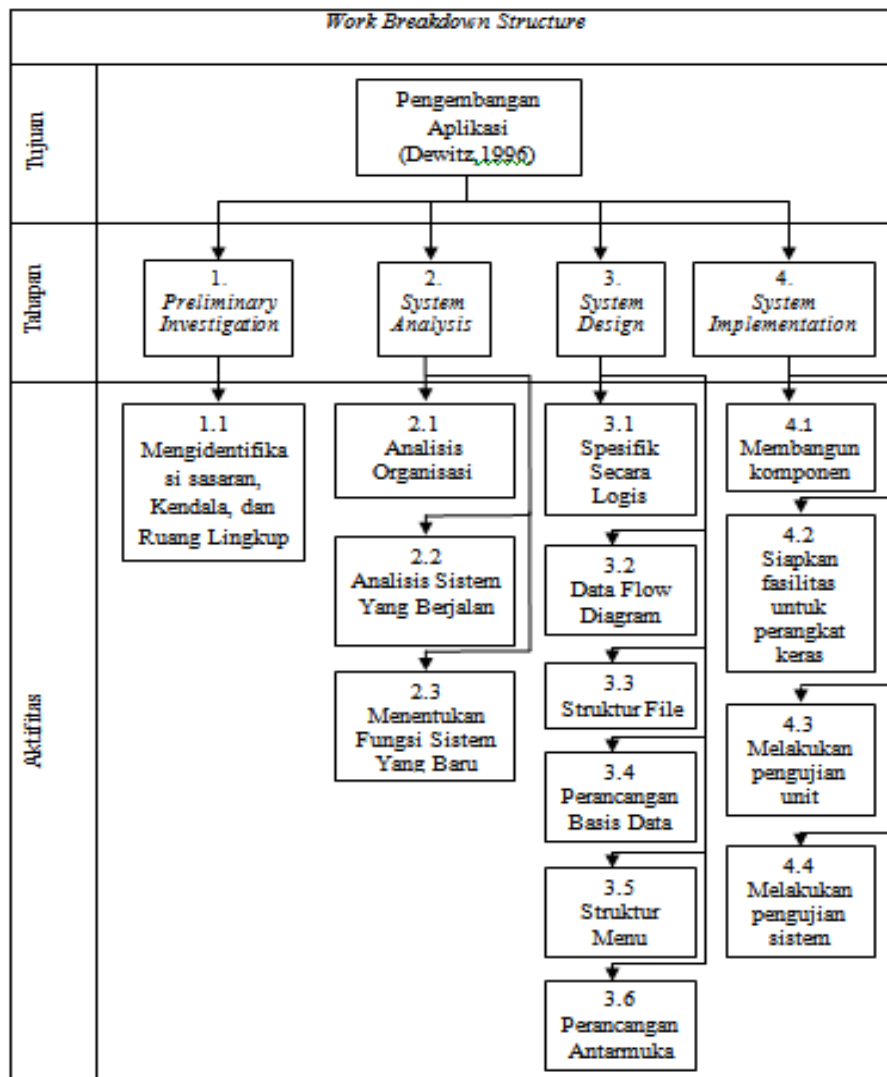 Work Breakdown Structure
Tujuan
Pengembangan
Aplikasi
(Dewitz,1996)
Tahapan
1.
Preliminary
Investigation
2.
System
Analysis
3.
System
Design
4.
System
Implementation
Aktifitas
1.1
Mengidentifika
si sasaran,
Kendala, dan
Ruang Lingkup
2.1
Analisis
Organisasi
2.2
Analisis Sistem
Yang Berjalan
2.3
Menentukan
Fungsi Sistem
Yang Baru
3.1
Spesifik
Secara
Logis
3.2
Data Flow
Diagram
3.3
Struktur File
3.4
Perancangan
Basis Data
3.5
Struktur
Menu
3.6
Perancangan
Antarmuka
4.1
Membangun
komponen
4.2
Siapkan
fasilitas
untuk
perangkat
keras
4.3
Melakukan
pengujian
unit
4.4
Melakukan
pengujian
sistem